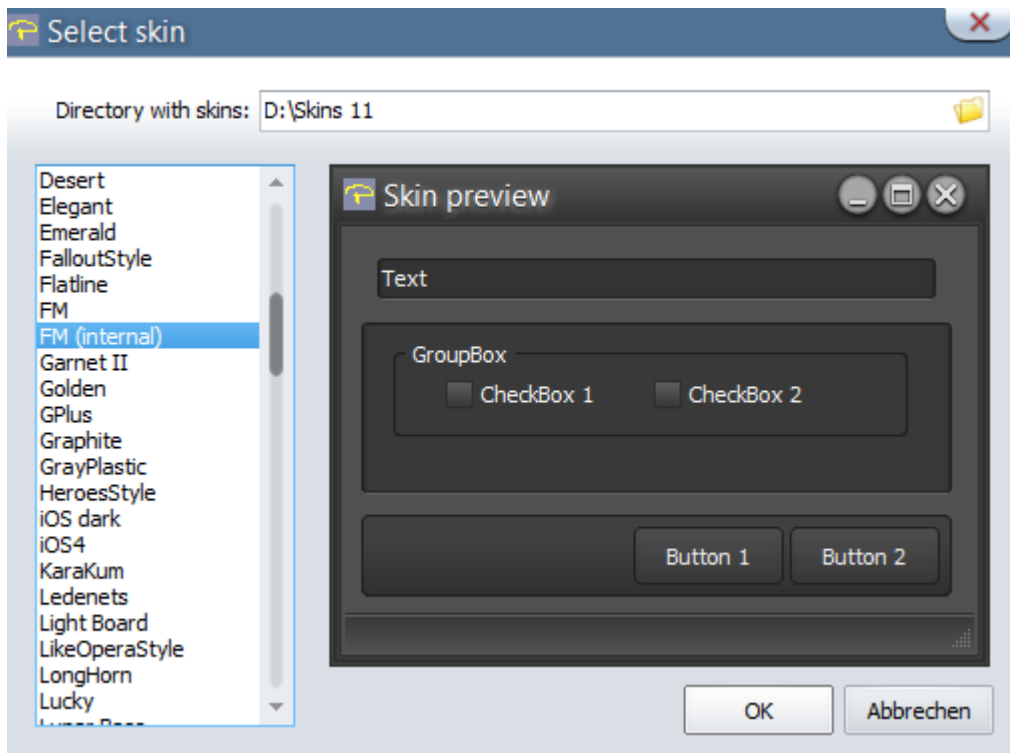 Select skin
Directory with skins: D:\Skins 11
Desert
Elegant
Emerald
FalloutStyle
Flatline
FM
FM (internal)
Garnet II
Golden
GPlus
Graphite
GrayPlastic
HeroesStyle
iOS dark
iOS4
KaraKum
Ledenets
Light Board
LikeOperaStyle
LongHorn
Lucky
Skin preview
Text
GroupBox
CheckBox 1 CheckBox 2
Button 1 Button 2
OK Abbrechen